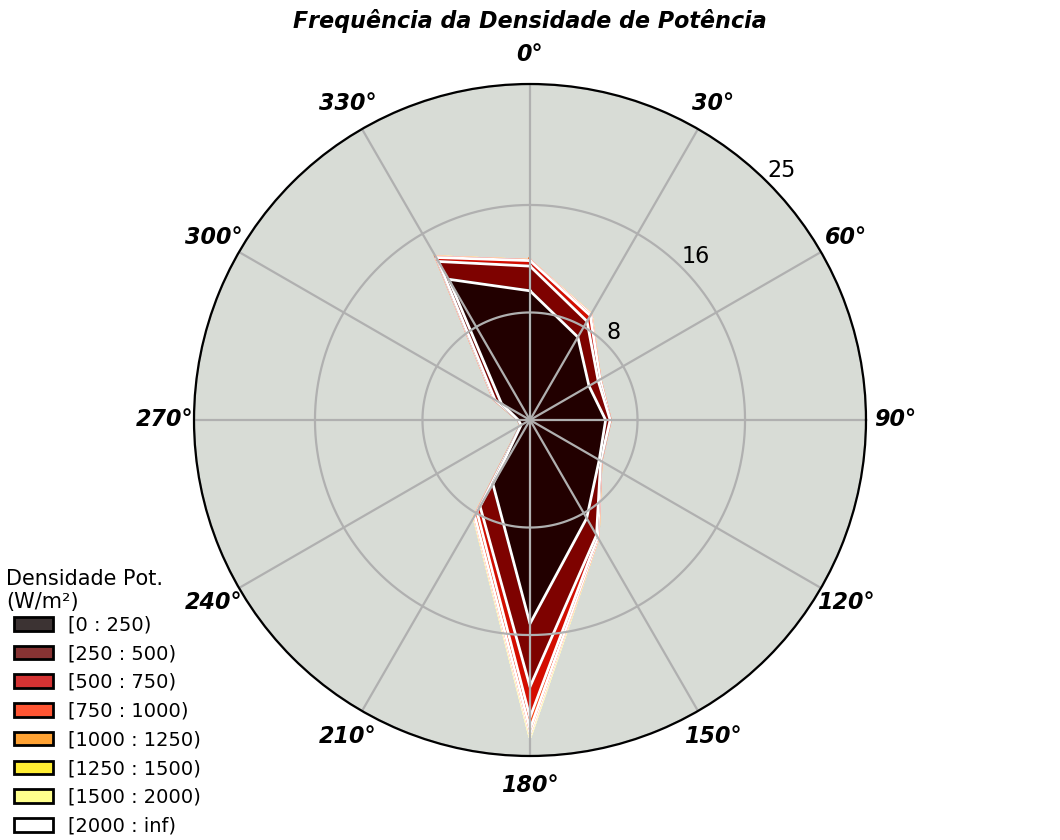 Frequência da Densidade de Potência
0°
330°
30°
25
300°
60°
16
8
270°
90°
240°
120°
210°
150°
180°
Densidade Pot.
(W/m²)
[0 : 250)
[250 : 500)
[500 : 750)
[750 : 1000)
[1000 : 1250)
[1250 : 1500)
[1500 : 2000)
[2000 : inf)